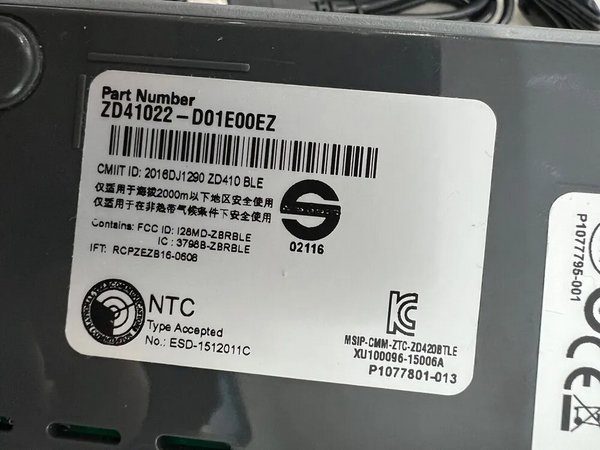 Part Number
ZD41022-D01E00EZ
CMIIT ID: 2016DJ1290 ZD410 BLE
仅适用于海拔2000m以下地区安全使用
仅适用于在非热带气候条件下安全使用
Contains: FCC ID: I28MD-ZBRBLE
IC : 3798B-ZBRBLE
IFT: RCPZEZB16-0608
02116
NTC
Type Accepted
No.: ESD-1512011C
MSIP-CMM-ZTC-ZD420BTLE
XU100096-15006A
P1077801-013
P1077795-001
CE